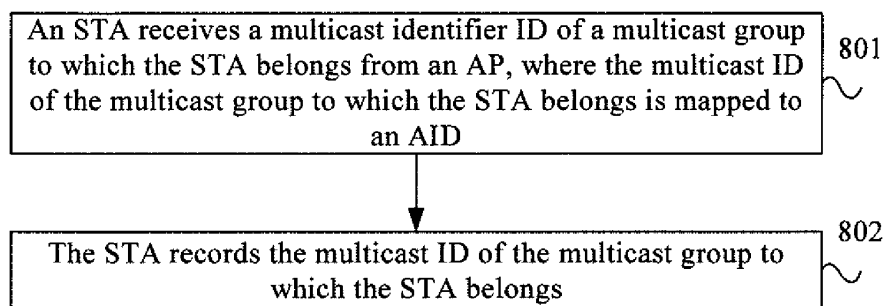 An STA receives a multicast identifier ID of a multicast group
to which the STA belongs from an AP, where the multicast ID
of the multicast group to which the STA belongs is mapped to
an AID
801
The STA records the multicast ID of the multicast group to
which the STA belongs
802